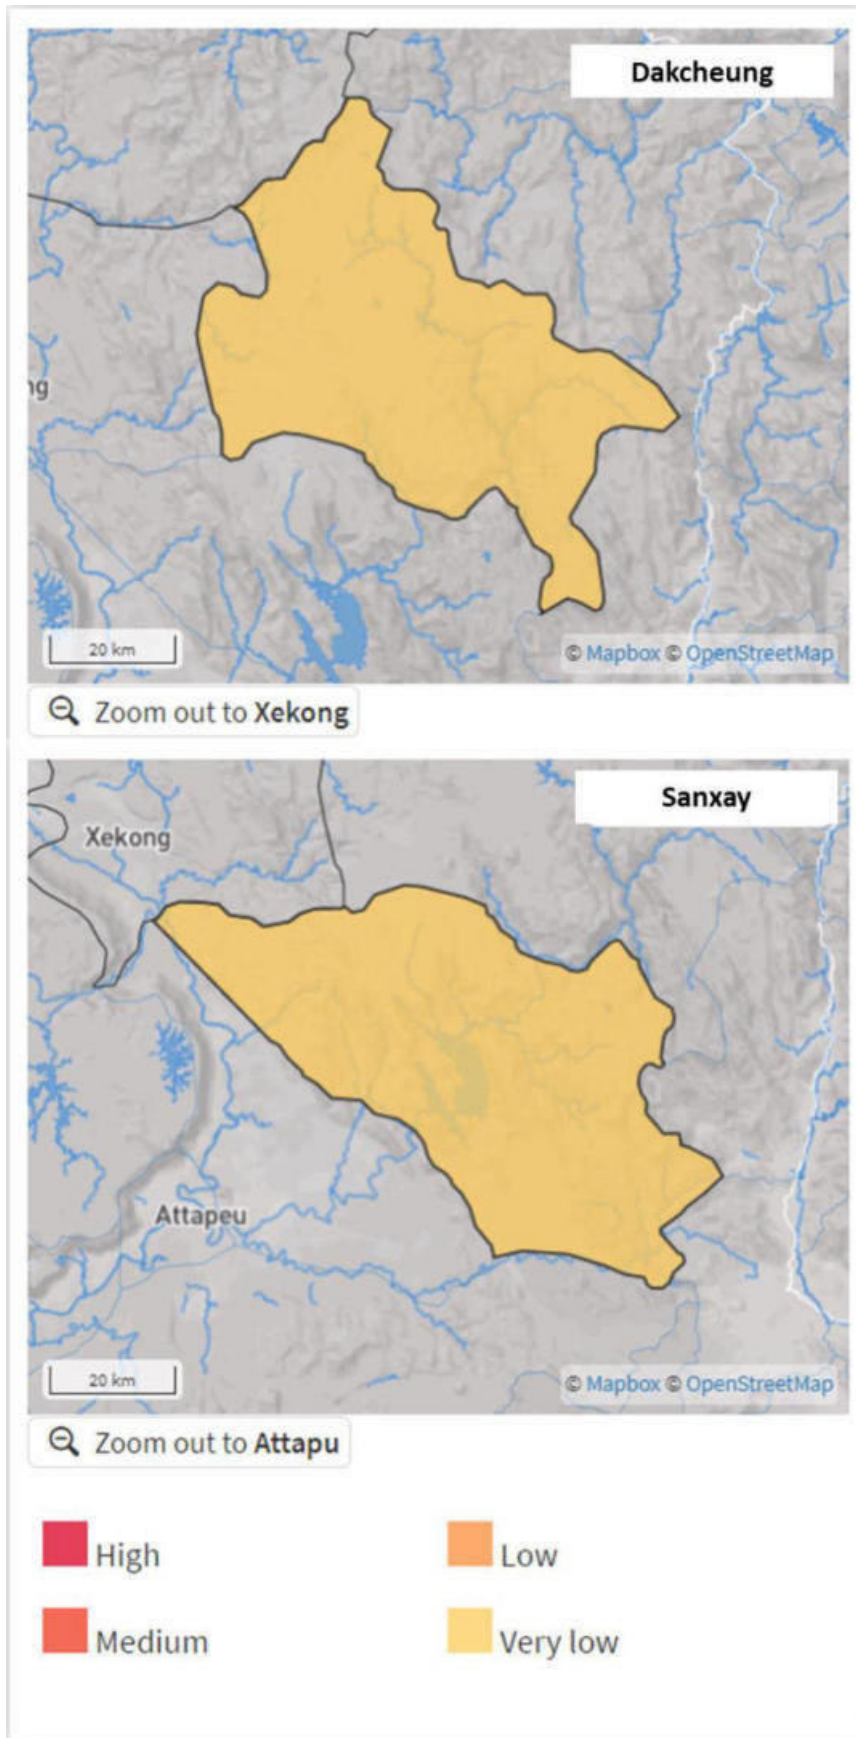 Dakcheung
ng
20 km
© Mapbox © OpenStreetMap
Zoom out to Xekong
Sanxay
Xekong
Attapeu
20 km
© Mapbox © OpenStreetMap
Zoom out to Attapu
High
Low
Medium
Very low